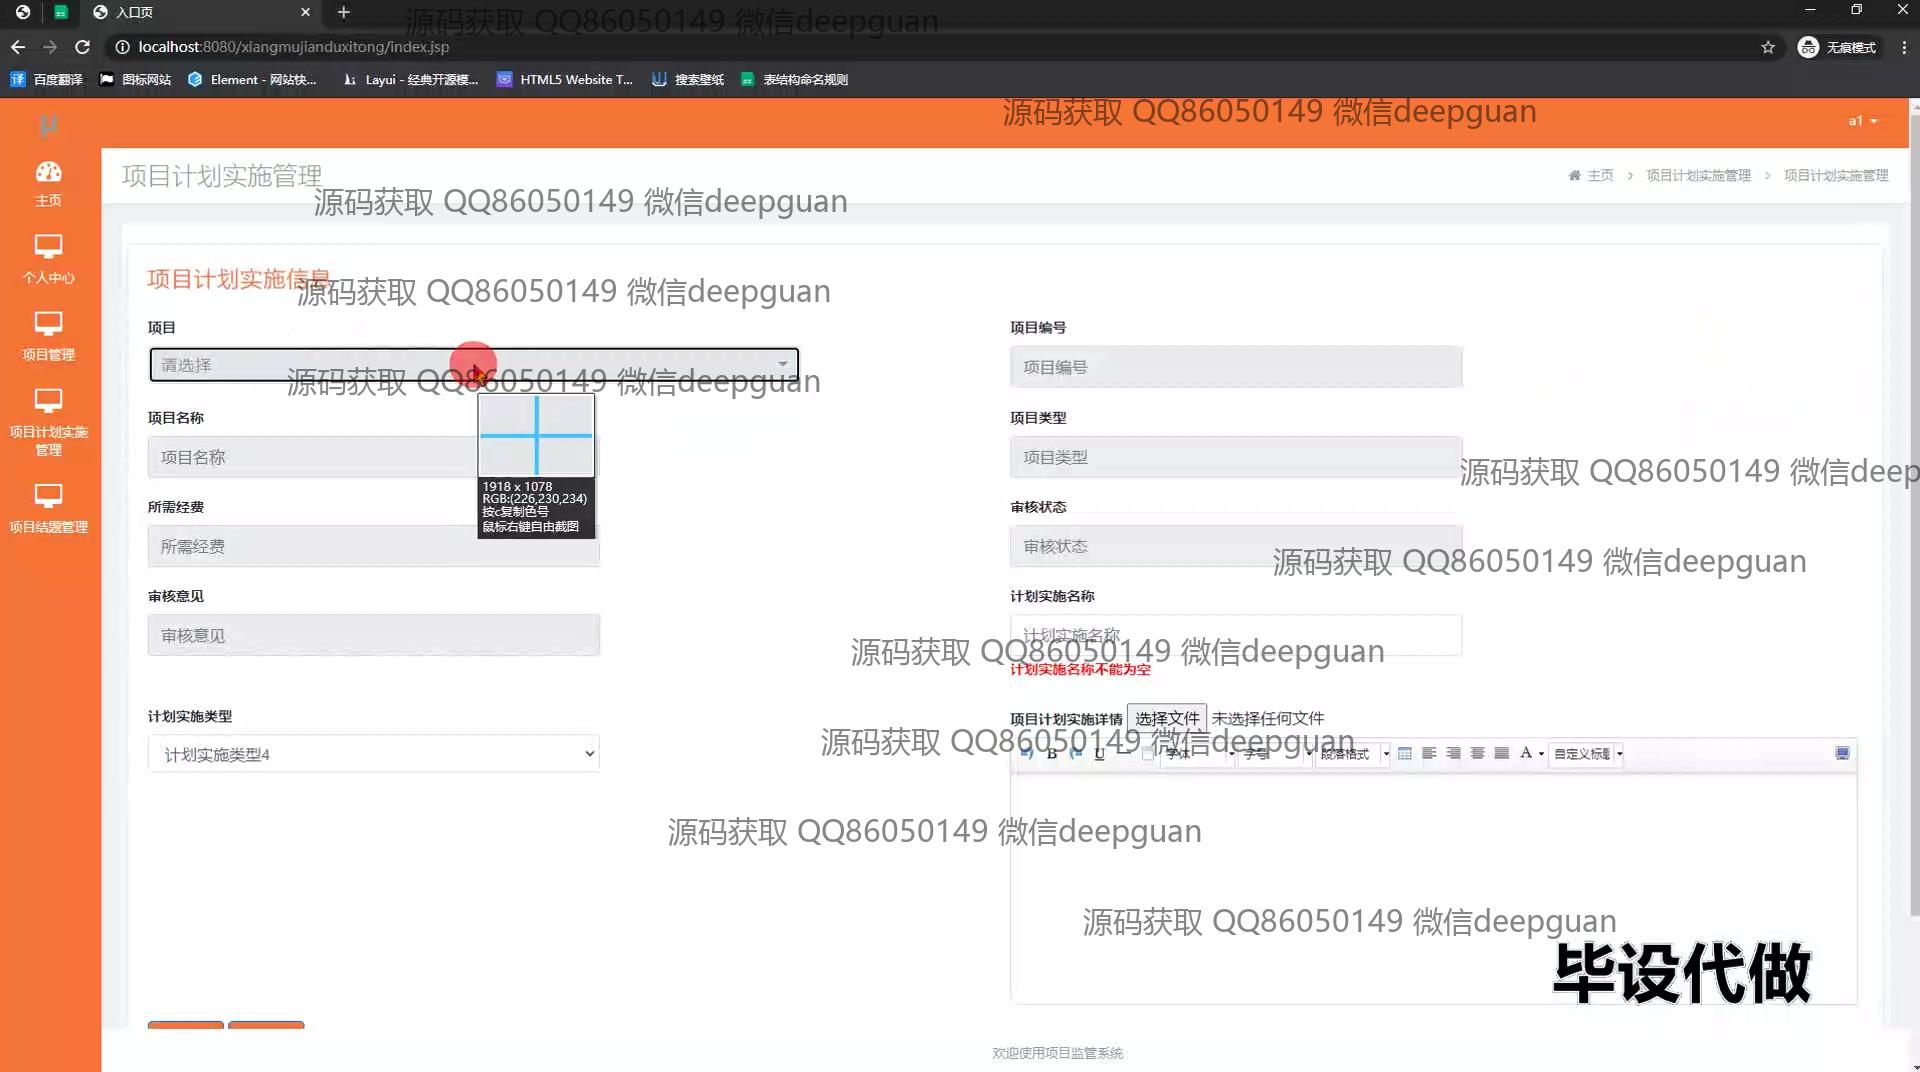 入口页
源码获取 QQ86050149 微信deepguan
localhost:8080/xiangmujianduxitong/index.jsp
无痕模式
百度翻译
图标网站
Element - 网站快...
Layui - 经典开源模...
HTML5 Website T...
搜索壁纸
表结构命名规则
源码获取 QQ86050149 微信deepguan
a1
主页
个人中心
项目管理
项目计划实施
管理
项目结题管理
项目计划实施管理
主页 > 项目计划实施管理 > 项目计划实施管理
源码获取 QQ86050149 微信deepguan
项目计划实施信息
源码获取 QQ86050149 微信deepguan
项目
请选择
项目编号
项目编号
源码获取 QQ86050149 微信deepguan
项目名称
项目名称
项目类型
项目类型
源码获取 QQ86050149 微信deep
1918 x 1078
RGB:(226,230,234)
按c复制色号
鼠标右键自由截图
所需经费
所需经费
审核状态
审核状态
源码获取 QQ86050149 微信deepguan
审核意见
审核意见
计划实施名称
计划实施名称
源码获取 QQ86050149 微信deepguan
计划实施名称不能为空
计划实施类型
计划实施类型4
项目计划实施详情 选择文件 未选择任何文件
源码获取 QQ86050149 微信deepguan
B U 字体 字号 段落格式 A 自定义标题
源码获取 QQ86050149 微信deepguan
源码获取 QQ86050149 微信deepguan
毕设代做
欢迎使用项目监管系统